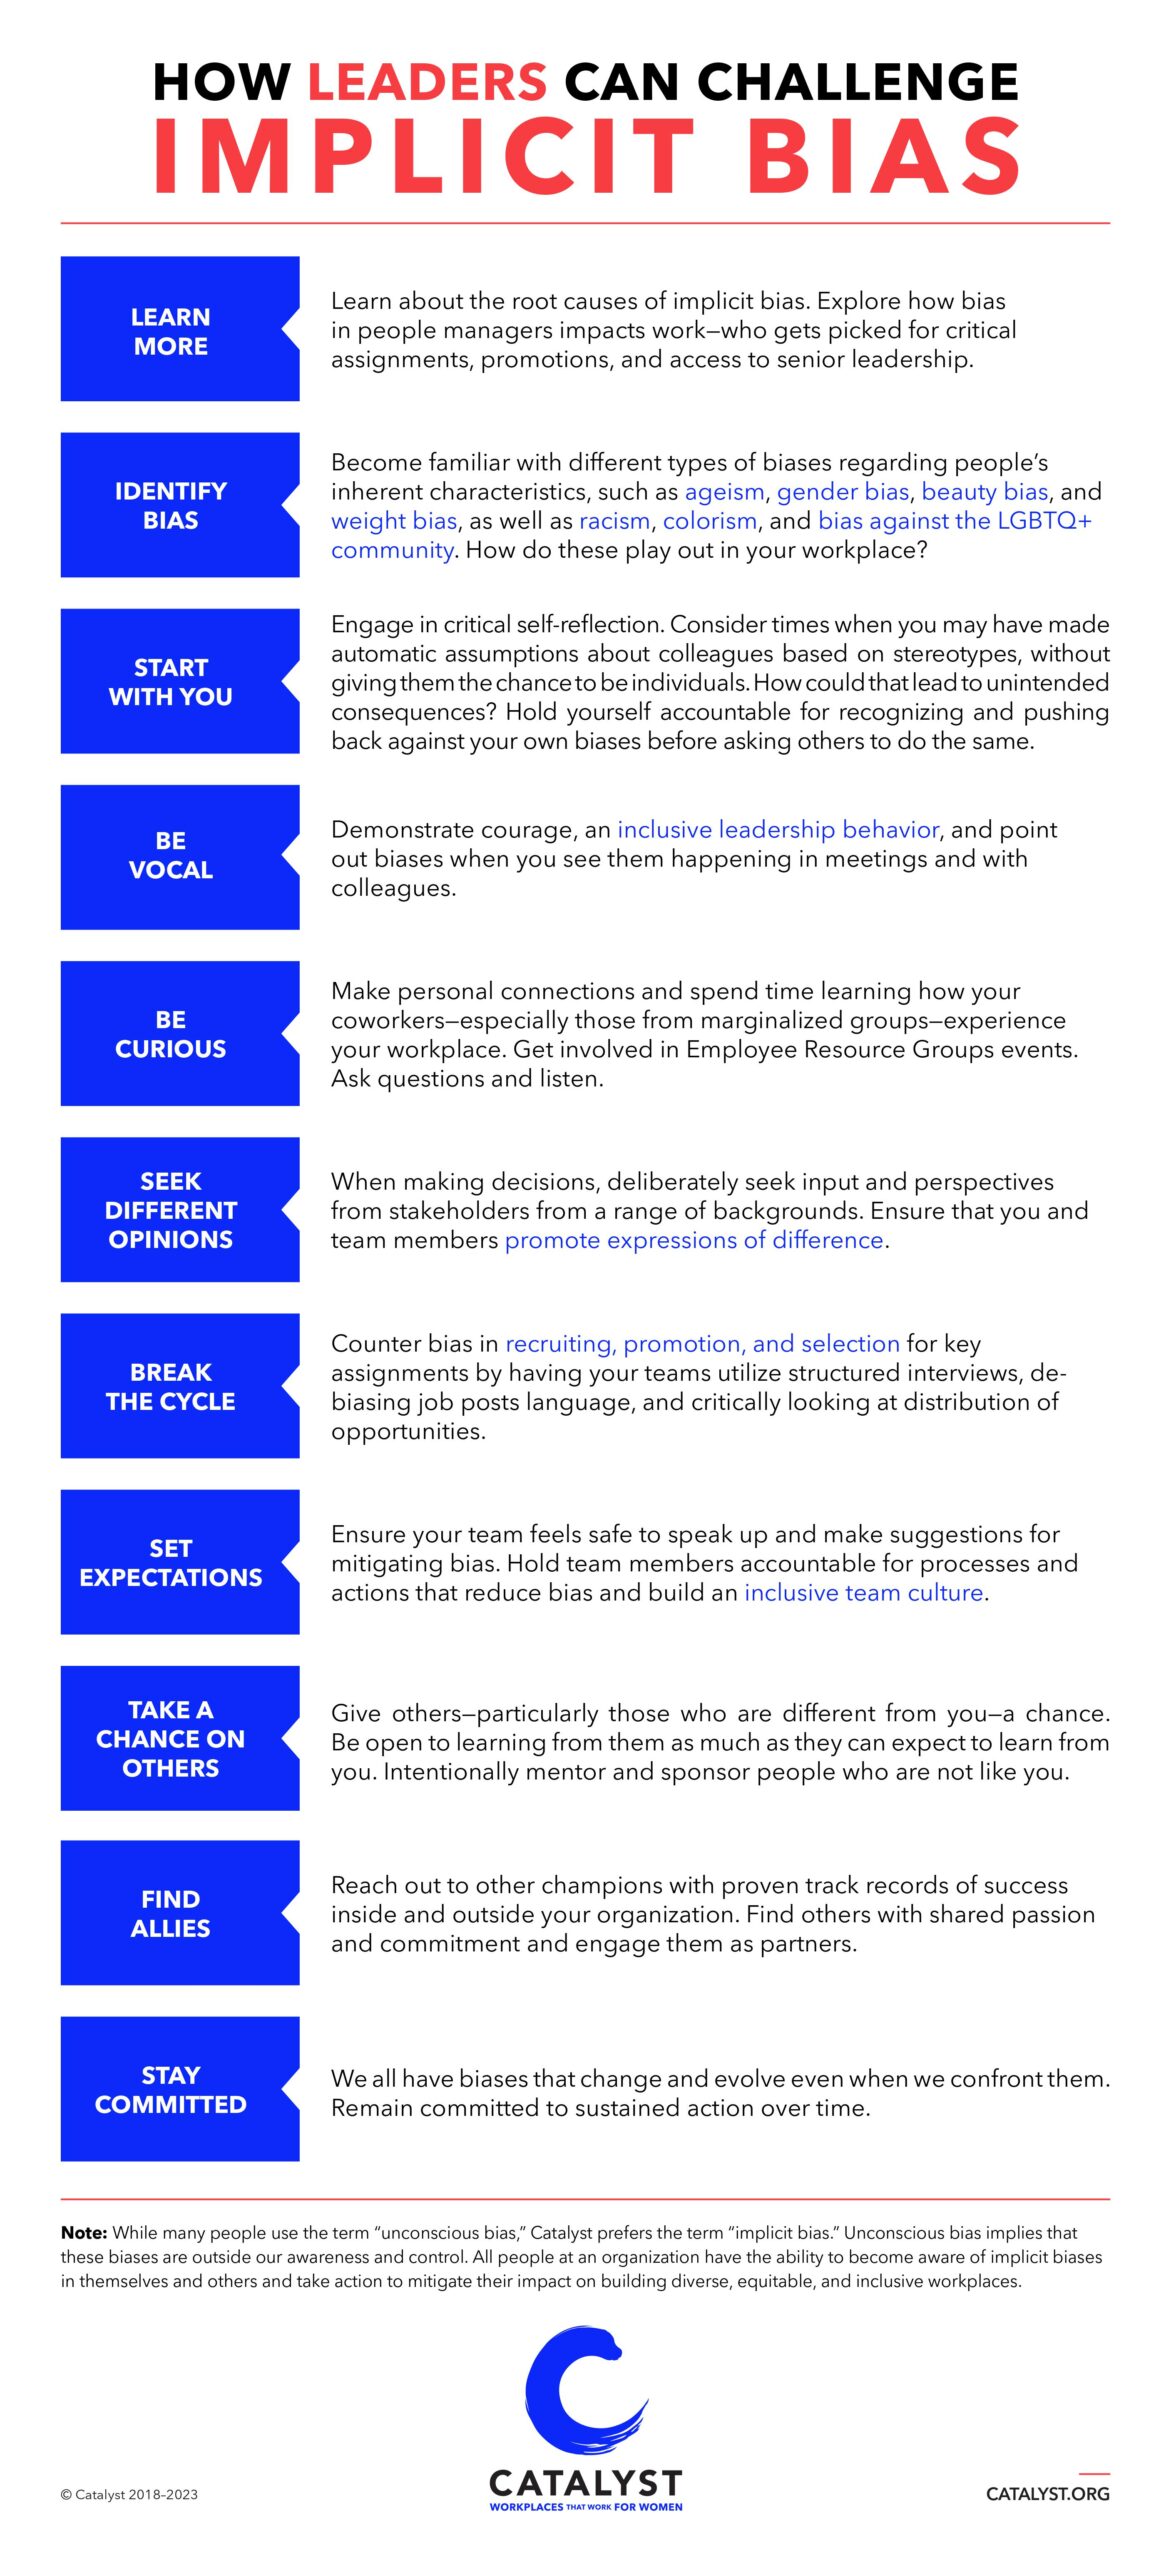 HOW LEADERS CAN CHALLENGE
IMPLICIT BIAS
LEARN
MORE
Learn about the root causes of implicit bias. Explore how bias
in people managers impacts work—who gets picked for critical
assignments, promotions, and access to senior leadership.
IDENTIFY
BIAS
Become familiar with different types of biases regarding people’s
inherent characteristics, such as ageism, gender bias, beauty bias, and
weight bias, as well as racism, colorism, and bias against the LGBTQ+
community. How do these play out in your workplace?
START
WITH YOU
Engage in critical self-reflection. Consider times when you may have made
automatic assumptions about colleagues based on stereotypes, without
giving them the chance to be individuals. How could that lead to unintended
consequences? Hold yourself accountable for recognizing and pushing
back against your own biases before asking others to do the same.
BE
VOCAL
Demonstrate courage, an inclusive leadership behavior, and point
out biases when you see them happening in meetings and with
colleagues.
BE
CURIOUS
Make personal connections and spend time learning how your
coworkers—especially those from marginalized groups—experience
your workplace. Get involved in Employee Resource Groups events.
Ask questions and listen.
SEEK
DIFFERENT
OPINIONS
When making decisions, deliberately seek input and perspectives
from stakeholders from a range of backgrounds. Ensure that you and
team members promote expressions of difference.
BREAK
THE CYCLE
Counter bias in recruiting, promotion, and selection for key
assignments by having your teams utilize structured interviews, de-
biasing job posts language, and critically looking at distribution of
opportunities.
SET
EXPECTATIONS
Ensure your team feels safe to speak up and make suggestions for
mitigating bias. Hold team members accountable for processes and
actions that reduce bias and build an inclusive team culture.
TAKE A
CHANCE ON
OTHERS
Give others—particularly those who are different from you—a chance.
Be open to learning from them as much as they can expect to learn from
you. Intentionally mentor and sponsor people who are not like you.
FIND
ALLIES
Reach out to other champions with proven track records of success
inside and outside your organization. Find others with shared passion
and commitment and engage them as partners.
STAY
COMMITTED
We all have biases that change and evolve even when we confront them.
Remain committed to sustained action over time.
Note: While many people use the term “unconscious bias,” Catalyst prefers the term “implicit bias.” Unconscious bias implies that
these biases are outside our awareness and control. All people at an organization have the ability to become aware of implicit biases
in themselves and others and take action to mitigate their impact on building diverse, equitable, and inclusive workplaces.
CATALYST
WORKPLACES THAT WORK FOR WOMEN
© Catalyst 2018–2023
CATALYST.ORG